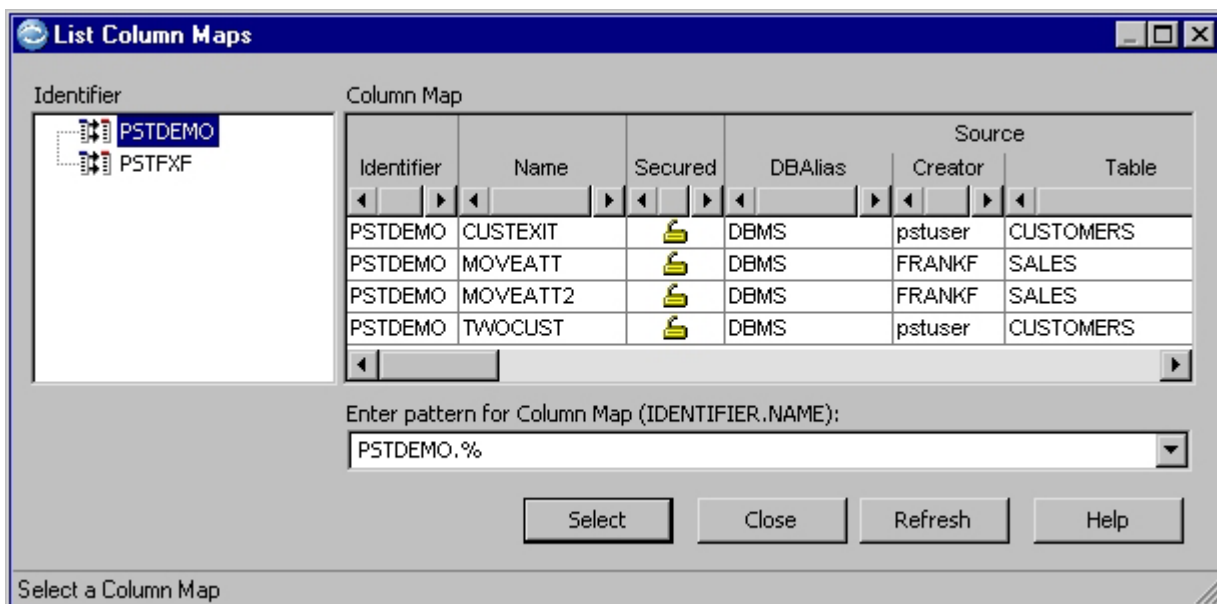 List Column Maps
Identifier
PSTDEMO
PSTFXF
Column Map
Source
Identifier Name Secured DBAlias Creator Table
PSTDEMO CUSTEXIT DBMS pstuser CUSTOMERS
PSTDEMO MOVEATT DBMS FRANKF SALES
PSTDEMO MOVEATT2 DBMS FRANKF SALES
PSTDEMO TWOCUST DBMS pstuser CUSTOMERS
Enter pattern for Column Map (IDENTIFIER.NAME):
PSTDEMO.%
Select Close Refresh Help
Select a Column Map